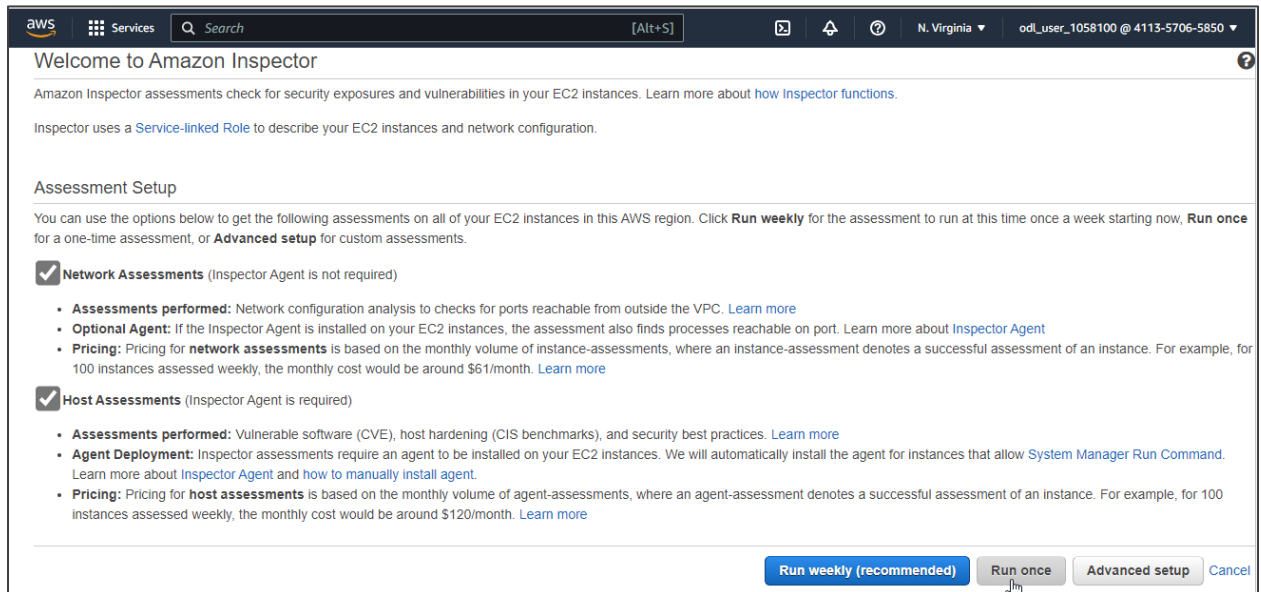 aws Services Search [Alt+S] N. Virginia ▼ odl_user_1058100 @ 4113-5706-5850 ▼
Welcome to Amazon Inspector
Amazon Inspector assessments check for security exposures and vulnerabilities in your EC2 instances. Learn more about how Inspector functions.
Inspector uses a Service-linked Role to describe your EC2 instances and network configuration.
Assessment Setup
You can use the options below to get the following assessments on all of your EC2 instances in this AWS region. Click Run weekly for the assessment to run at this time once a week starting now, Run once
for a one-time assessment, or Advanced setup for custom assessments.
Network Assessments (Inspector Agent is not required)
• Assessments performed: Network configuration analysis to checks for ports reachable from outside the VPC. Learn more
• Optional Agent: If the Inspector Agent is installed on your EC2 instances, the assessment also finds processes reachable on port. Learn more about Inspector Agent
• Pricing: Pricing for network assessments is based on the monthly volume of instance-assessments, where an instance-assessment denotes a successful assessment of an instance. For example, for
100 instances assessed weekly, the monthly cost would be around $61/month. Learn more
Host Assessments (Inspector Agent is required)
• Assessments performed: Vulnerable software (CVE), host hardening (CIS benchmarks), and security best practices. Learn more
• Agent Deployment: Inspector assessments require an agent to be installed on your EC2 instances. We will automatically install the agent for instances that allow System Manager Run Command.
Learn more about Inspector Agent and how to manually install agent.
• Pricing: Pricing for host assessments is based on the monthly volume of agent-assessments, where an agent-assessment denotes a successful assessment of an instance. For example, for 100
instances assessed weekly, the monthly cost would be around $120/month. Learn more
Run weekly (recommended) Run once Advanced setup Cancel